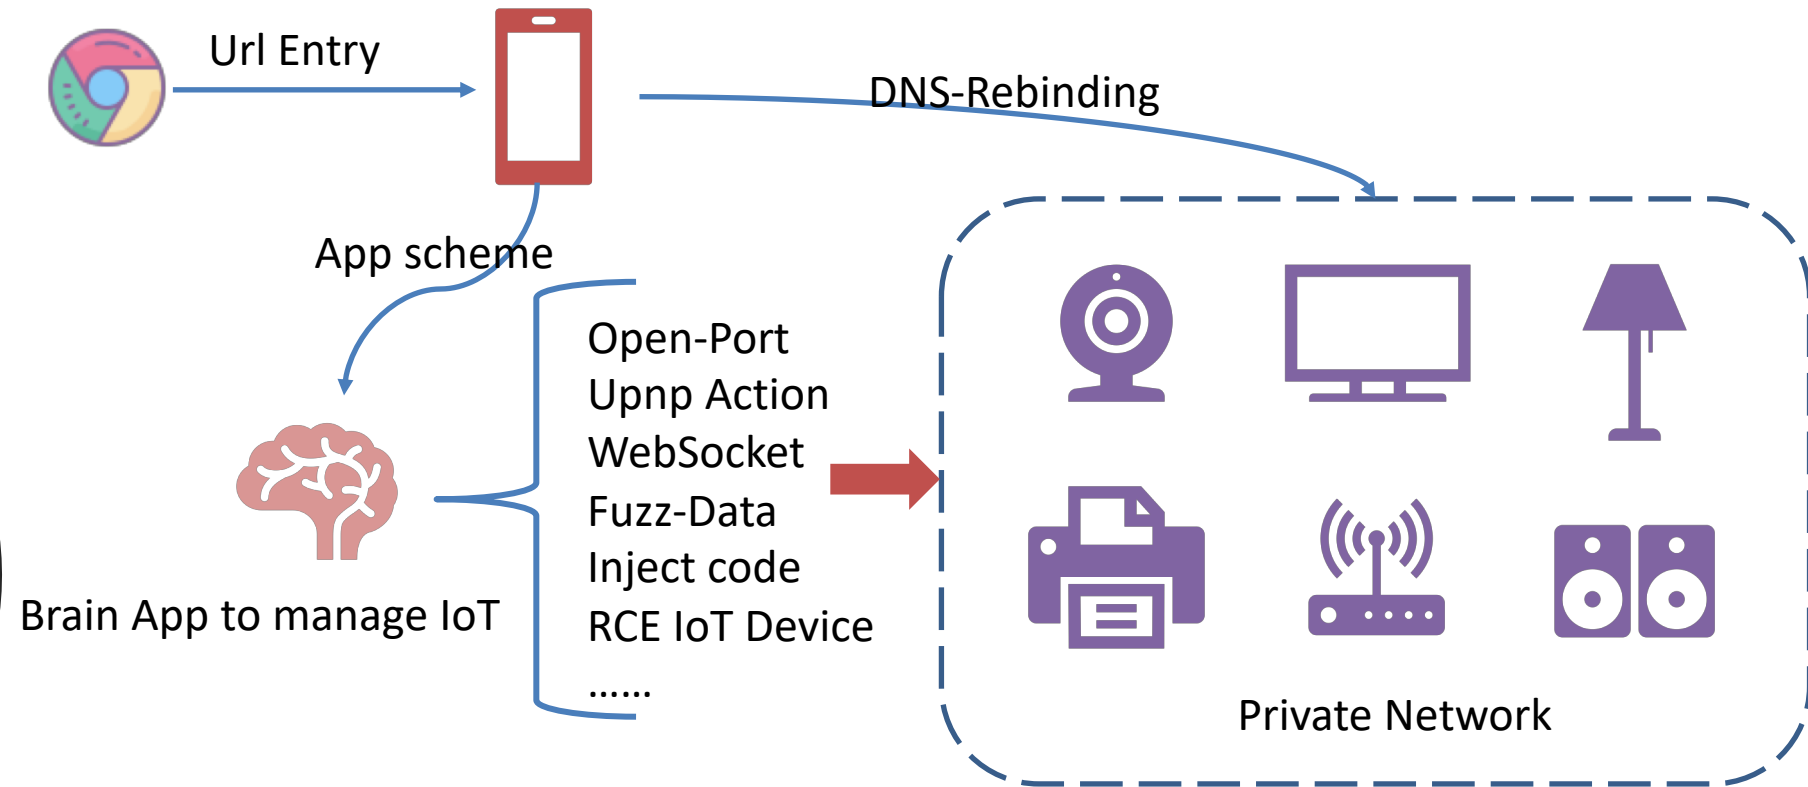 Url Entry
DNS-Rebinding
App scheme
Open-Port
Upnp Action
WebSocket
Fuzz-Data
Inject code
RCE IoT Device
......
Brain App to manage IoT
Private Network